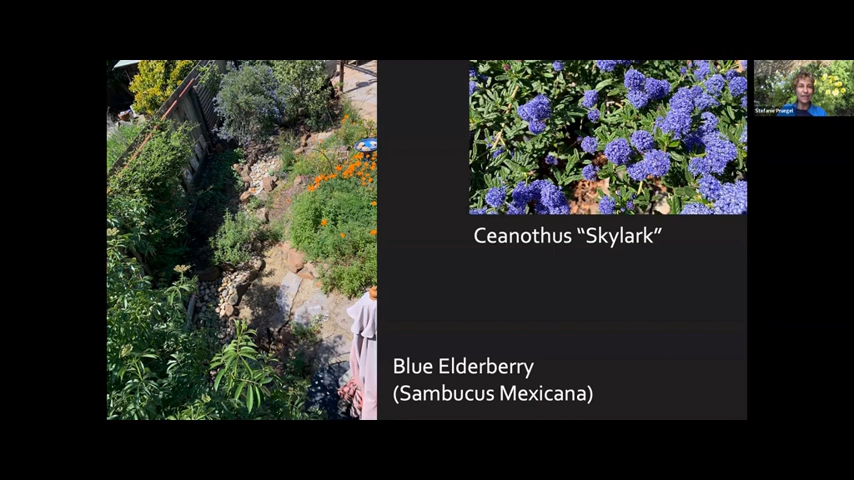 Stefanie Pruegel
Ceanothus “Skylark”
Blue Elderberry
(Sambucus Mexicana)